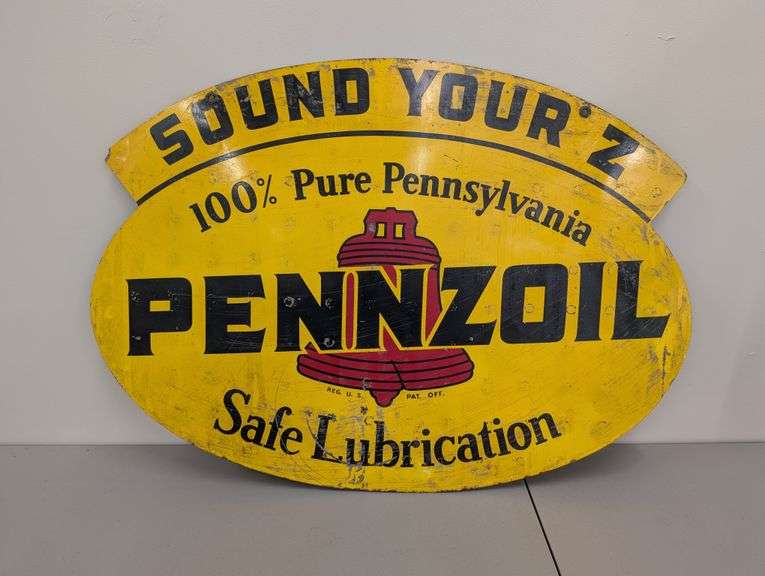 SOUND YOUR Z
100% Pure Pennsylvania
PENNZOIL
REG. U. S. PAT. OFF.
Safe Lubrication